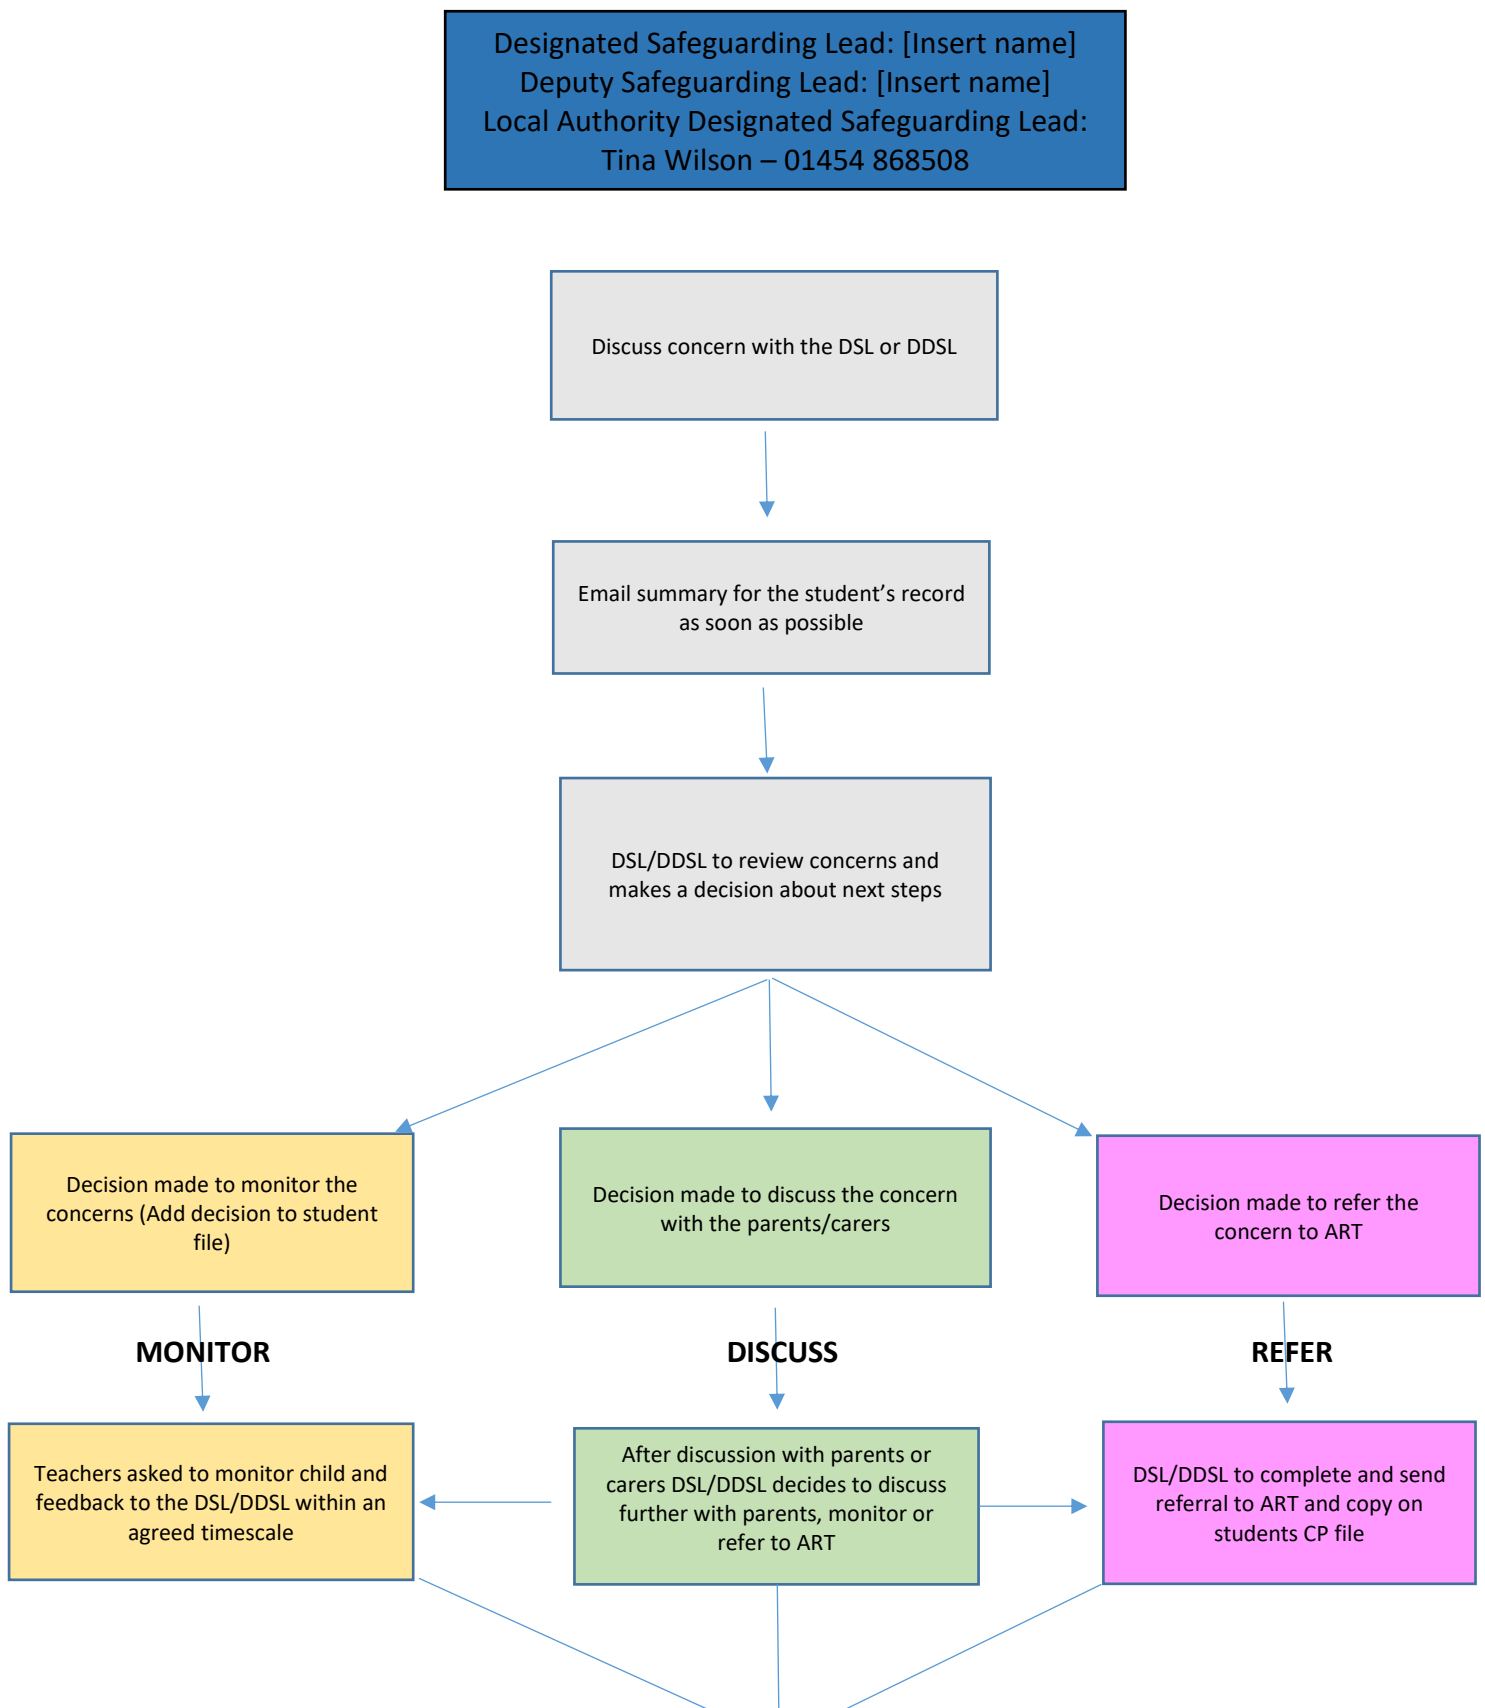 Designated Safeguarding Lead: [Insert name]
Deputy Safeguarding Lead: [Insert name]
Local Authority Designated Safeguarding Lead:
Tina Wilson – 01454 868508
Discuss concern with the DSL or DDSL
Email summary for the student’s record
as soon as possible
DSL/DDSL to review concerns and
makes a decision about next steps
Decision made to monitor the
concerns (Add decision to student
file)
Decision made to discuss the concern
with the parents/carers
Decision made to refer the
concern to ART
MONITOR
DISCUSS
REFER
Teachers asked to monitor child and
feedback to the DSL/DDSL within an
agreed timescale
After discussion with parents or
carers DSL/DDSL decides to discuss
further with parents, monitor or
refer to ART
DSL/DDSL to complete and send
referral to ART and copy on
students CP file